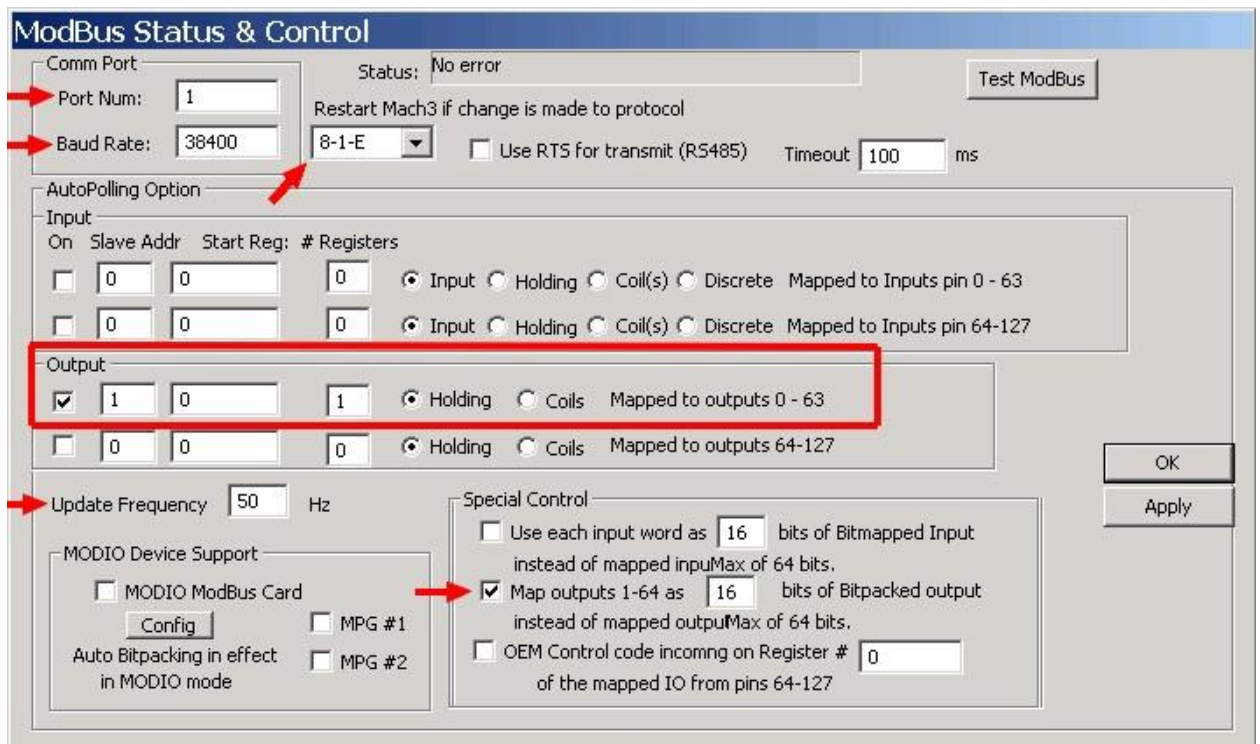 ModBus Status & Control
Comm Port
Port Num: 1
Baud Rate: 38400
Status: No error
Test ModBus
Restart Mach3 if change is made to protocol
8-1-E
Use RTS for transmit (RS485)
Timeout 100 ms
AutoPolling Option
Input
On Slave Addr Start Reg: # Registers
0 0 0 Input Holding Coil(s) Discrete Mapped to Inputs pin 0 - 63
0 0 0 Input Holding Coil(s) Discrete Mapped to Inputs pin 64-127
Output
1 0 1 Holding Coils Mapped to outputs 0 - 63
0 0 0 Holding Coils Mapped to outputs 64-127
OK
Apply
Update Frequency 50 Hz
MODIO Device Support
MODIO ModBus Card
Config
MPG #1
Auto Bitpacking in effect
in MODIO mode
MPG #2
Special Control
Use each input word as 16 bits of Bitmapped Input
instead of mapped inpuMax of 64 bits.
Map outputs 1-64 as 16 bits of Bitpacked output
instead of mapped outpuMax of 64 bits.
OEM Control code incomng on Register # 0
of the mapped IO from pins 64-127